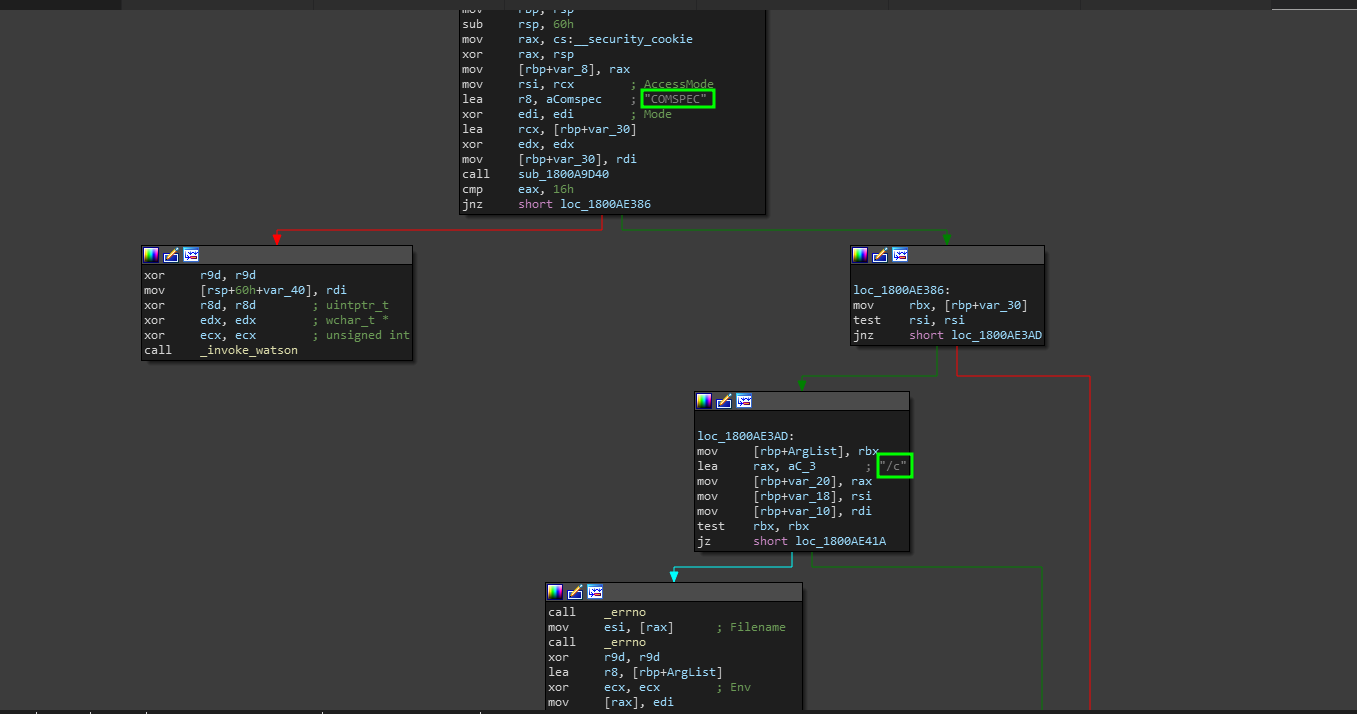 mov rbp, rsp
sub rsp, 60h
mov rax, cs:__security_cookie
xor rax, rsp
mov [rbp+var_8], rax
mov rsi, rcx ; AccessMode
lea r8, aComspec ; "COMSPEC"
xor edi, edi ; Mode
lea rcx, [rbp+var_30]
xor edx, edx
mov [rbp+var_30], rdi
call sub_1800A9D40
cmp eax, 16h
jnz short loc_1800AE386
xor r9d, r9d
mov [rsp+60h+var_40], rdi
xor r8d, r8d ; uintptr_t
xor edx, edx ; wchar_t *
xor ecx, ecx ; unsigned int
call _invoke_watson
loc_1800AE386:
mov rbx, [rbp+var_30]
test rsi, rsi
jnz short loc_1800AE3AD
loc_1800AE3AD:
mov [rbp+ArgList], rbx
lea rax, aC_3 ; "/c"
mov [rbp+var_20], rax
mov [rbp+var_18], rsi
mov [rbp+var_10], rdi
test rbx, rbx
jz short loc_1800AE41A
call _errno
mov esi, [rax] ; Filename
call _errno
xor r9d, r9d
lea r8, [rbp+ArgList]
xor ecx, ecx ; Env
mov [rax], edi